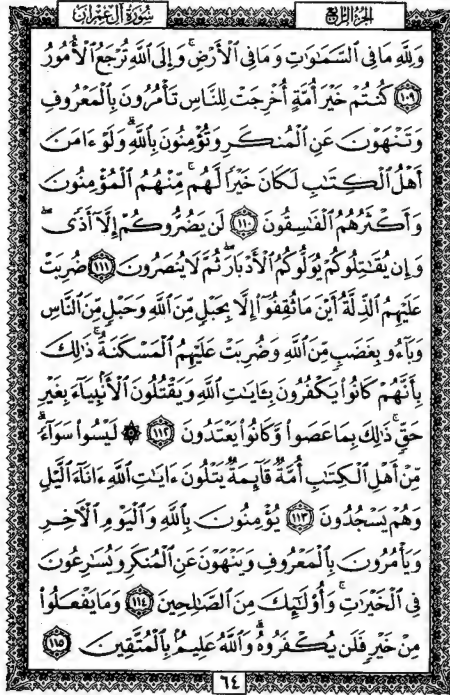 الجزء الرابع
سورة آل عمران
وَلِلَّهِ مَا فِي ٱلسَّمَٰوَٰتِ وَمَا فِي ٱلْأَرْضِ ۚ وَإِلَى ٱللَّهِ تُرْجَعُ ٱلْأُمُورُ
١٠٩ كُنتُمْ خَيْرَ أُمَّةٍ أُخْرِجَتْ لِلنَّاسِ تَأْمُرُونَ بِٱلْمَعْرُوفِ
وَتَنْهَوْنَ عَنِ ٱلْمُنكَرِ وَتُؤْمِنُونَ بِٱللَّهِ ۗ وَلَوْ ءَامَنَ
أَهْلُ ٱلْكِتَٰبِ لَكَانَ خَيْرًا لَّهُم ۚ مِّنْهُمُ ٱلْمُؤْمِنُونَ
وَأَكْثَرُهُمُ ٱلْفَٰسِقُونَ ١١٠ لَن يَضُرُّوكُمْ إِلَّآ أَذًى ۖ
وَإِن يُقَٰتِلُوكُمْ يُوَلُّوكُمُ ٱلْأَدْبَارَ ثُمَّ لَا يُنصَرُونَ ١١١ ضُرِبَتْ
عَلَيْهِمُ ٱلذِّلَّةُ أَيْنَ مَا ثُقِفُوٓا۟ إِلَّا بِحَبْلٍ مِّنَ ٱللَّهِ وَحَبْلٍ مِّنَ ٱلنَّاسِ
وَبَآءُو بِغَضَبٍ مِّنَ ٱللَّهِ وَضُرِبَتْ عَلَيْهِمُ ٱلْمَسْكَنَةُ ۚ ذَٰلِكَ
بِأَنَّهُمْ كَانُوا۟ يَكْفُرُونَ بِـَٔايَٰتِ ٱللَّهِ وَيَقْتُلُونَ ٱلْأَنۢبِيَآءَ بِغَيْرِ
حَقٍّ ۚ ذَٰلِكَ بِمَا عَصَوا۟ وَّكَانُوا۟ يَعْتَدُونَ ١١٢ ۞ لَيْسُوا۟ سَوَآءً ۗ
مِّنْ أَهْلِ ٱلْكِتَٰبِ أُمَّةٌ قَآئِمَةٌ يَتْلُونَ ءَايَٰتِ ٱللَّهِ ءَانَآءَ ٱلَّيْلِ
وَهُمْ يَسْجُدُونَ ١١٣ يُؤْمِنُونَ بِٱللَّهِ وَٱلْيَوْمِ ٱلْءَاخِرِ
وَيَأْمُرُونَ بِٱلْمَعْرُوفِ وَيَنْهَوْنَ عَنِ ٱلْمُنكَرِ وَيُسَٰرِعُونَ
فِي ٱلْخَيْرَٰتِ ۚ وَأُو۟لَٰٓئِكَ مِنَ ٱلصَّٰلِحِينَ ١١٤ وَمَا يَفْعَلُوا۟
مِنْ خَيْرٍ فَلَن يُكْفَرُوهُ ۗ وَٱللَّهُ عَلِيمٌۢ بِٱلْمُتَّقِينَ ١١٥
٦٤